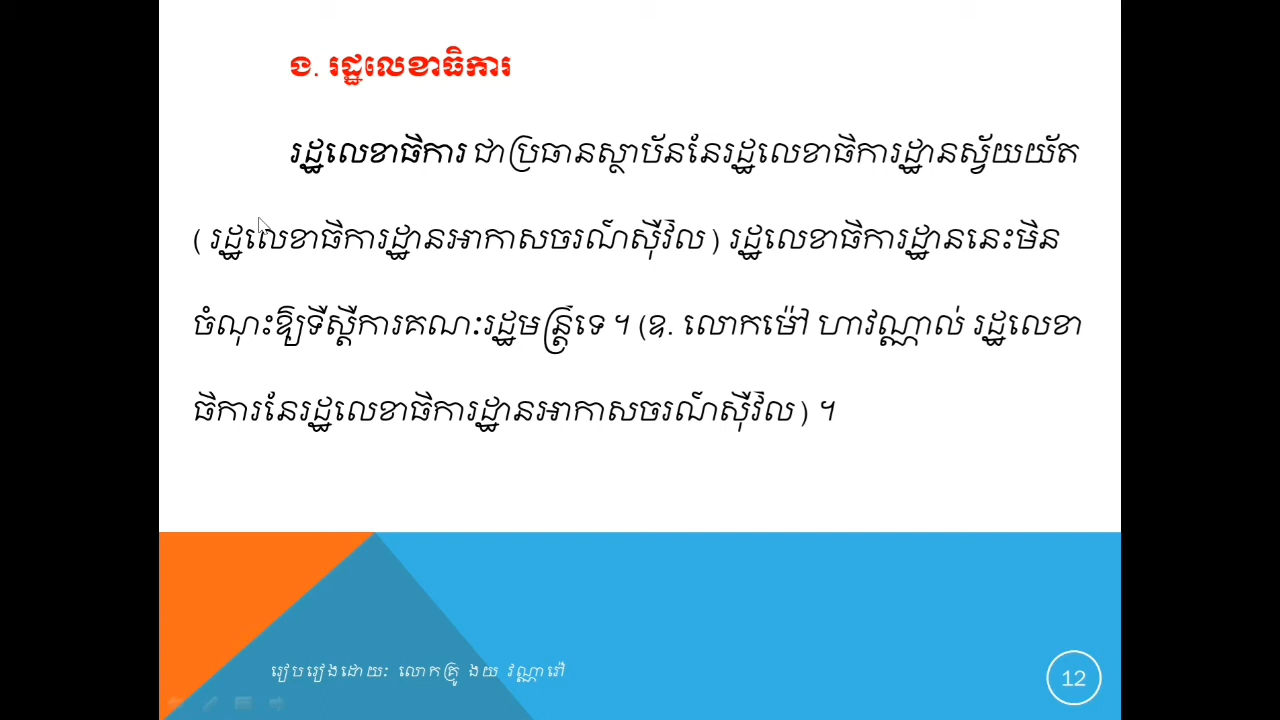 ង. រដ្ឋលេខាធិការ
រដ្ឋលេខាធិការ ជាប្រធានស្ថាប័ននៃរដ្ឋលេខាធិការដ្ឋានស្វ័យយ័ត
( រដ្ឋលេខាធិការដ្ឋានអាកាសចរណ៍ស៊ីវិល ) រដ្ឋលេខាធិការដ្ឋាននេះមិន
ចំណុះឱ្យទីស្តីការគណៈរដ្ឋមន្ត្រីទេ ។ (ឧ. លោកម៉ៅ ហាវណ្ណាល់ រដ្ឋលេខា
ធិការនៃរដ្ឋលេខាធិការដ្ឋានអាកាសចរណ៍ស៊ីវិល ) ។
រៀបរៀងដោយៈ លោកគ្រូ ងយ វណ្ណារ៉ៅ
12